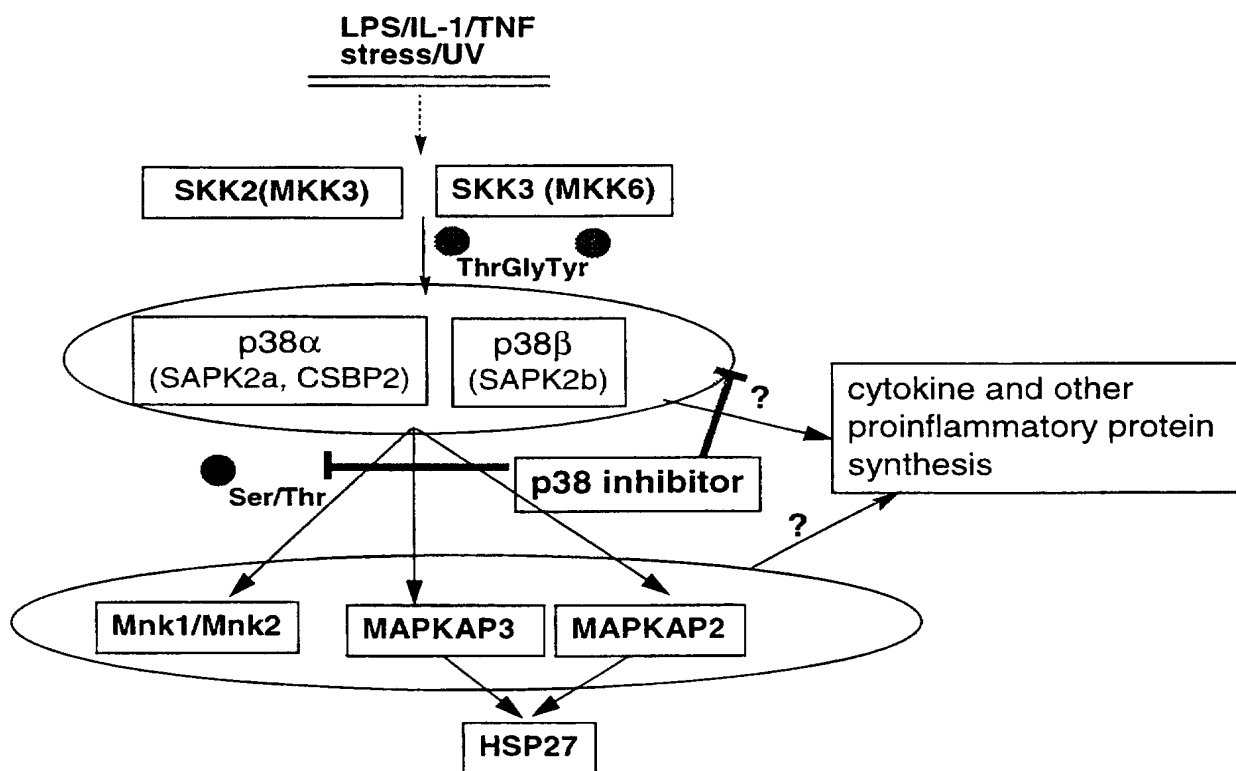 LPS/IL-1/TNF
stress/UV
SKK2(MKK3)
SKK3 (MKK6)
ThrGlyTyr
p38α
(SAPK2a, CSBP2)
p38β
(SAPK2b)
?
cytokine and other
proinflammatory protein
synthesis
p38 inhibitor
Ser/Thr
?
Mnk1/Mnk2
MAPKAP3
MAPKAP2
HSP27